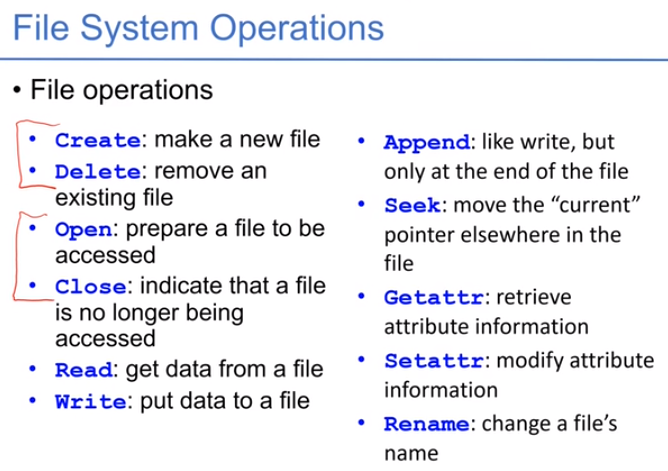 File System Operations
• File operations
• Create: make a new file
• Delete: remove an
existing file
• Open: prepare a file to be
accessed
• Close: indicate that a file
is no longer being
accessed
• Read: get data from a file
• Write: put data to a file
• Append: like write, but
only at the end of the file
• Seek: move the “current”
pointer elsewhere in the
file
• Getattr: retrieve
attribute information
• Setattr: modify attribute
information
• Rename: change a file’s
name